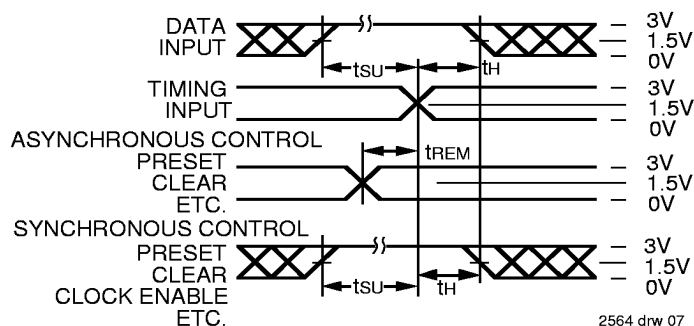 DATA
INPUT
3V
1.5V
0V
tSU
tH
TIMING
INPUT
3V
1.5V
0V
ASYNCHRONOUS CONTROL
PRESET
CLEAR
ETC.
tREM
3V
1.5V
0V
SYNCHRONOUS CONTROL
PRESET
CLEAR
CLOCK ENABLE
ETC.
tSU
tH
3V
1.5V
0V
2564 drw 07